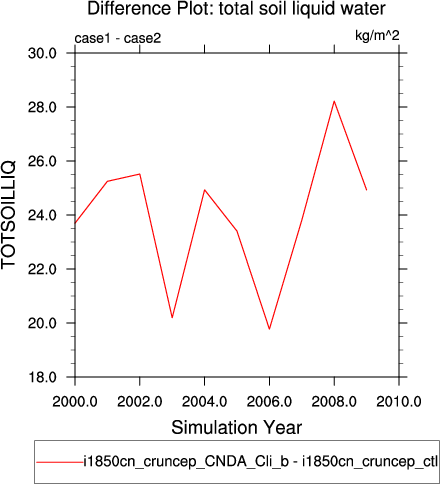 Difference Plot: total soil liquid water
case1 - case2 kg/m^2
30.0
28.0
26.0
24.0
22.0
20.0
18.0
TOTSOILLIQ
2000.0 2002.0 2004.0 2006.0 2008.0 2010.0
Simulation Year
i1850cn_cruncep_CNDA_Cli_b - i1850cn_cruncep_ctl